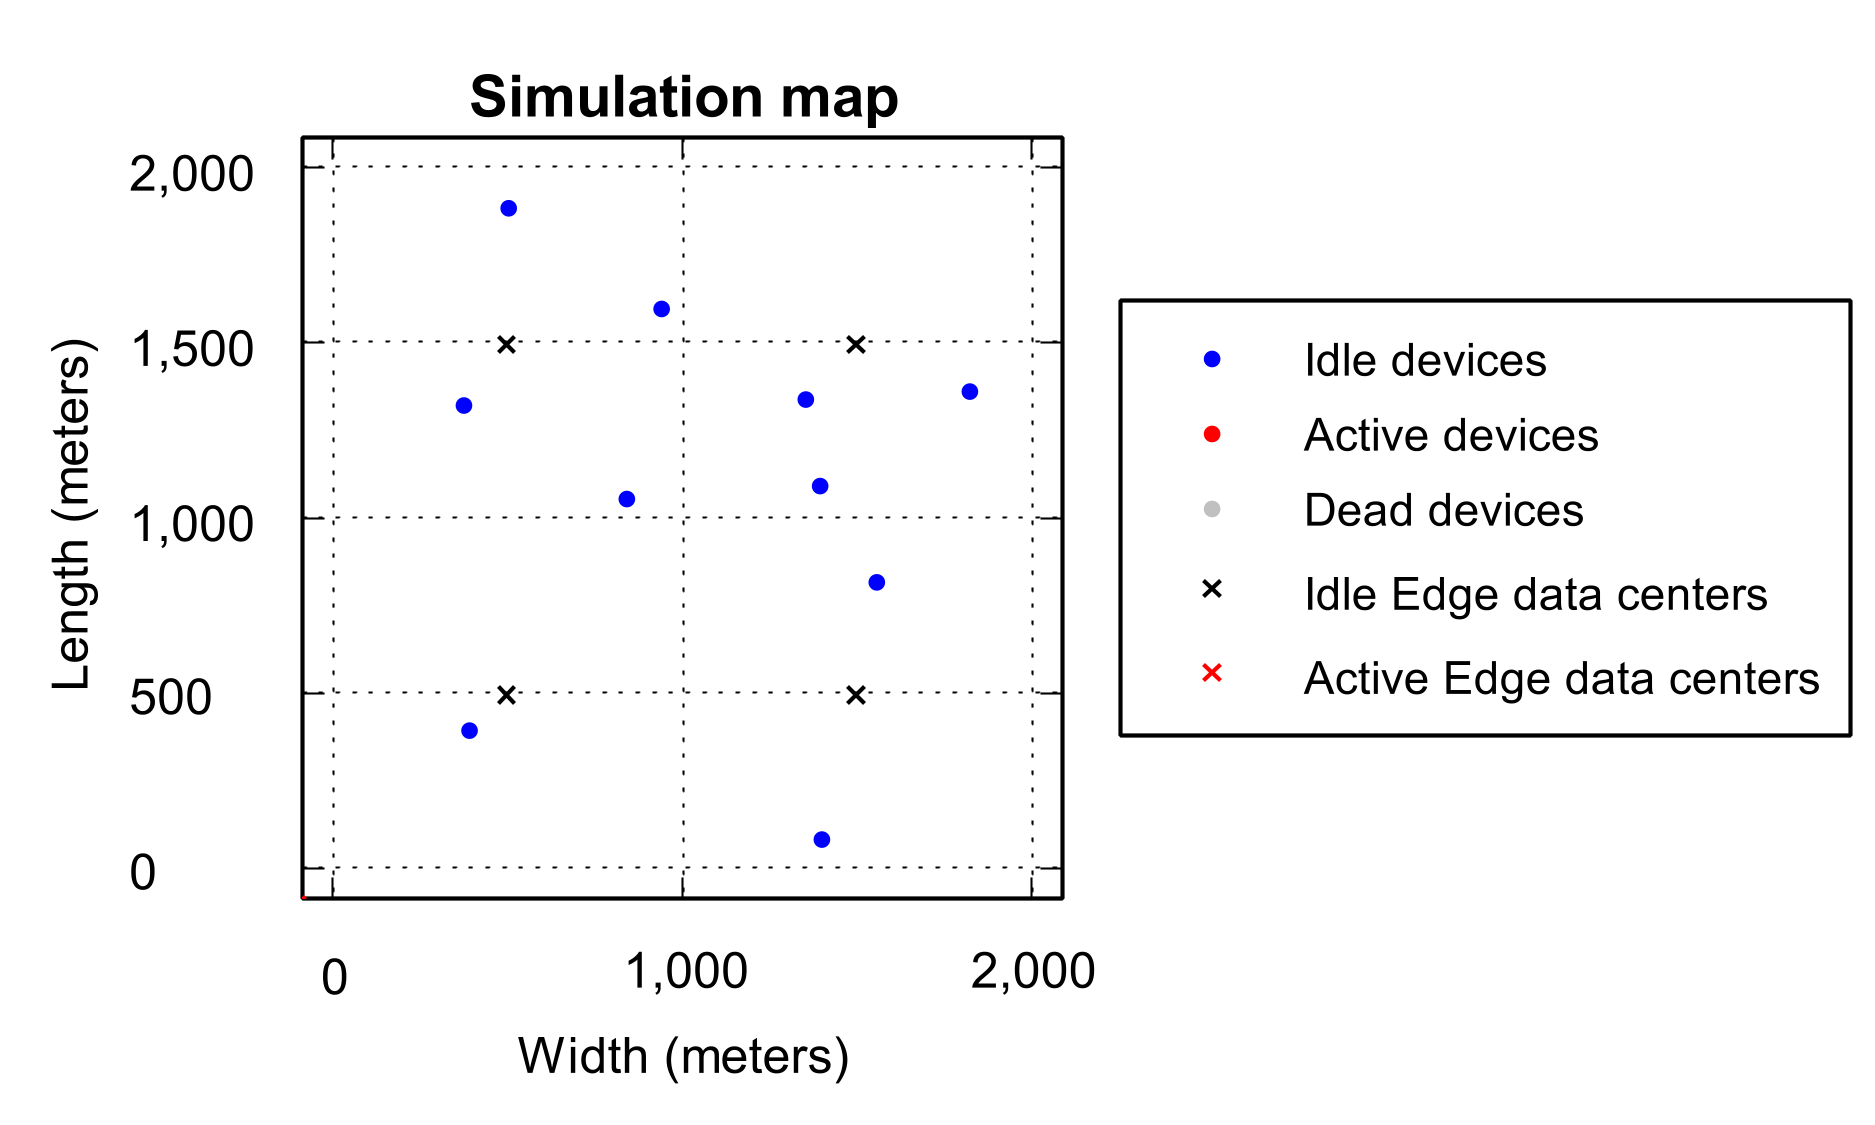 Simulation map
2,000
1,500
1,000
500
0
Length (meters)
0
1,000
2,000
Width (meters)
Idle devices
Active devices
Dead devices
Idle Edge data centers
Active Edge data centers